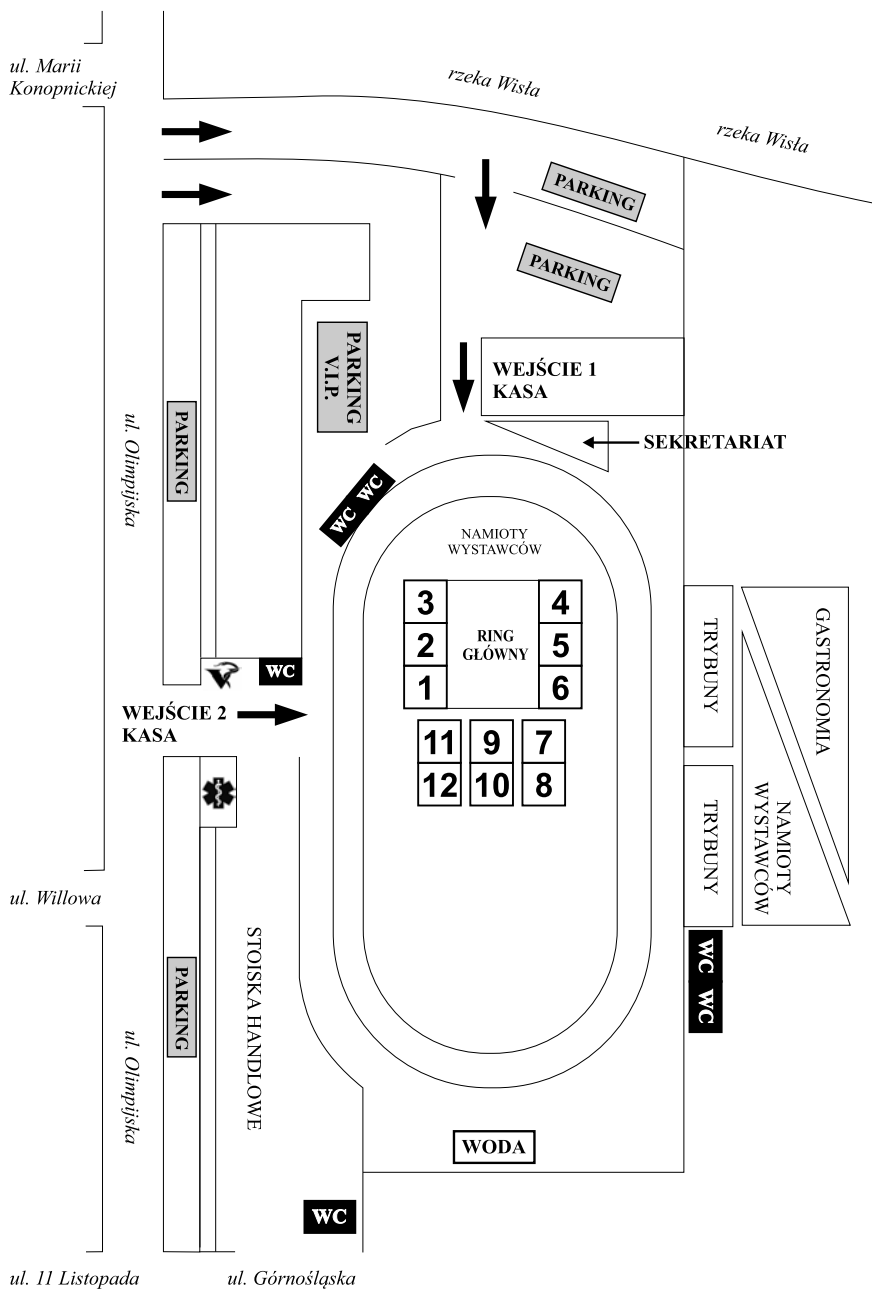 ul. Marii
Konopnickiej
rzeka Wisła
rzeka Wisła
PARKING
PARKING
PARKING
V.I.P.
WEJŚCIE 1
KASA
ul. Olimpijska
PARKING
SEKRETARIAT
WC WC
NAMIOTY
WYSTAWCÓW
3
4
2
RING
GŁÓWNY
5
1
6
TRYBUNY
GASTRONOMIA
WC
WEJŚCIE 2
KASA
11
9
7
12
10
8
TRYBUNY
NAMIOTY
WYSTAWCÓW
ul. Willowa
STOISKA HANDLOWE
PARKING
WC WC
ul. Olimpijska
WODA
WC
ul. 11 Listopada
ul. Górnośląska